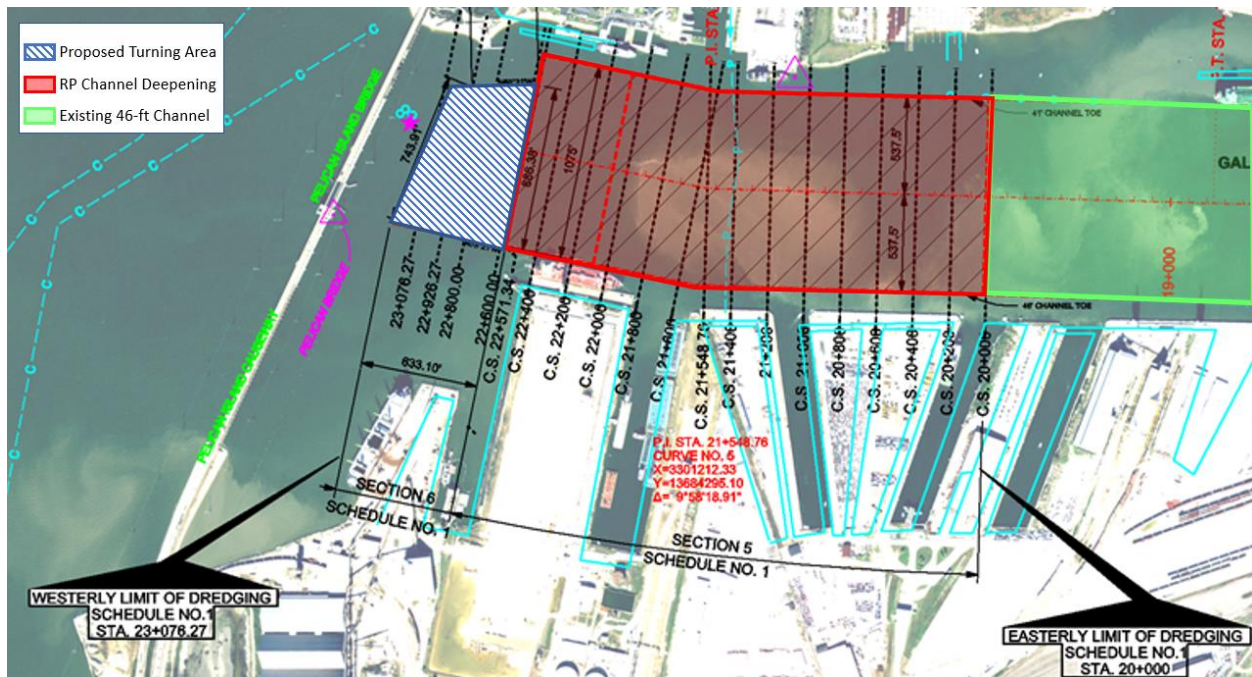 Proposed Turning Area
RP Channel Deepening
Existing 46-ft Channel
PELICAN ISLAND BRIDGE
743.91'
685.38'
1075'
P.I. STA.
P.T. STA.
41' CHANNEL TOE
537.5'
537.5'
GAL
19+000
46' CHANNEL TOE
PELICAN BRIDGE
23+076.27
22+926.27
22+800.00
22+600.00
C.S. 22+571.34
C.S. 22+400
C.S. 22+200
C.S. 22+000
C.S. 21+800
C.S. 21+600
C.S. 21+548.76
C.S. 21+400
21+200
C.S. 21+000
C.S. 20+800
C.S. 20+600
C.S. 20+400
C.S. 20+200
C.S. 20+000
633.10'
P.I. STA. 21+548.76
CURVE NO. 5
X=3301212.33
Y=13684295.10
Δ= 9°58'18.91"
SECTION 6
SCHEDULE NO. 1
SECTION 5
SCHEDULE NO. 1
WESTERLY LIMIT OF DREDGING
SCHEDULE NO.1
STA. 23+076.27
EASTERLY LIMIT OF DREDGING
SCHEDULE NO.1
STA. 20+000